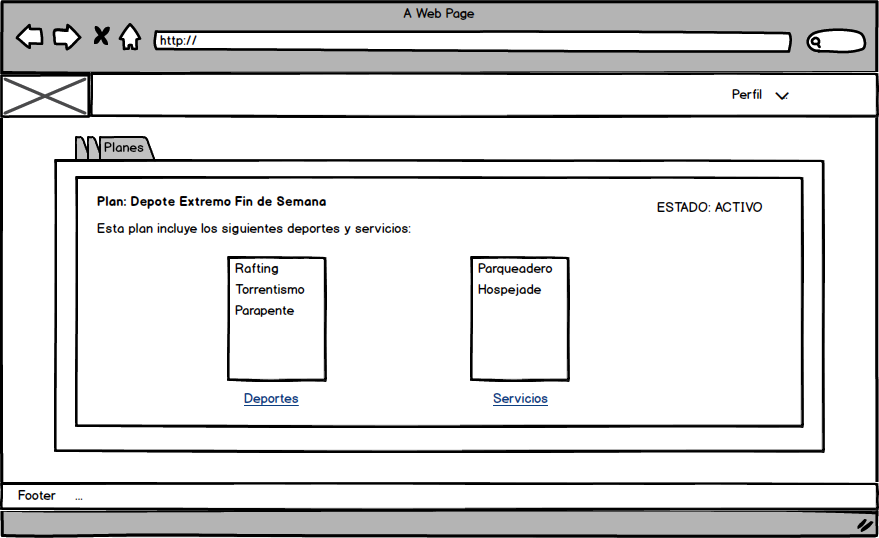 A Web Page
http://
Perfil
Planes
Plan: Depote Extremo Fin de Semana
ESTADO: ACTIVO
Esta plan incluye los siguientes deportes y servicios:
Rafting
Torrentismo
Parapente
Deportes
Parqueadero
Hospejade
Servicios
Footer ...